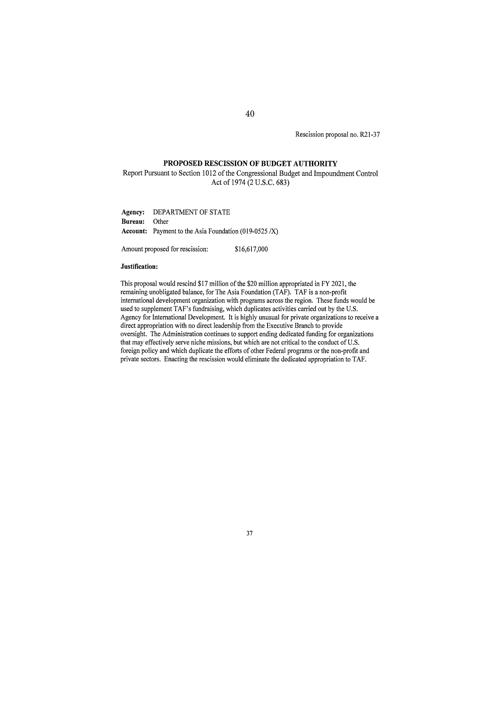 40
Rescission proposal no. R21-37
PROPOSED RESCISSION OF BUDGET AUTHORITY
Report Pursuant to Section 1012 of the Congressional Budget and Impoundment Control
Act of 1974 (2 U.S.C. 683)
Agency: DEPARTMENT OF STATE
Bureau: Other
Account: Payment to the Asia Foundation (019-0525 /X)
Amount proposed for rescission: $16,617,000
Justification:
This proposal would rescind $17 million of the $20 million appropriated in FY 2021, the
remaining unobligated balance, for The Asia Foundation (TAF). TAF is a non-profit
international development organization with programs across the region. These funds would be
used to supplement TAF's fundraising, which duplicates activities carried out by the U.S.
Agency for International Development. It is highly unusual for private organizations to receive a
direct appropriation with no direct leadership from the Executive Branch to provide
oversight. The Administration continues to support ending dedicated funding for organizations
that may effectively serve niche missions, but which are not critical to the conduct of U.S.
foreign policy and which duplicate the efforts of other Federal programs or the non-profit and
private sectors. Enacting the rescission would eliminate the dedicated appropriation to TAF.
37